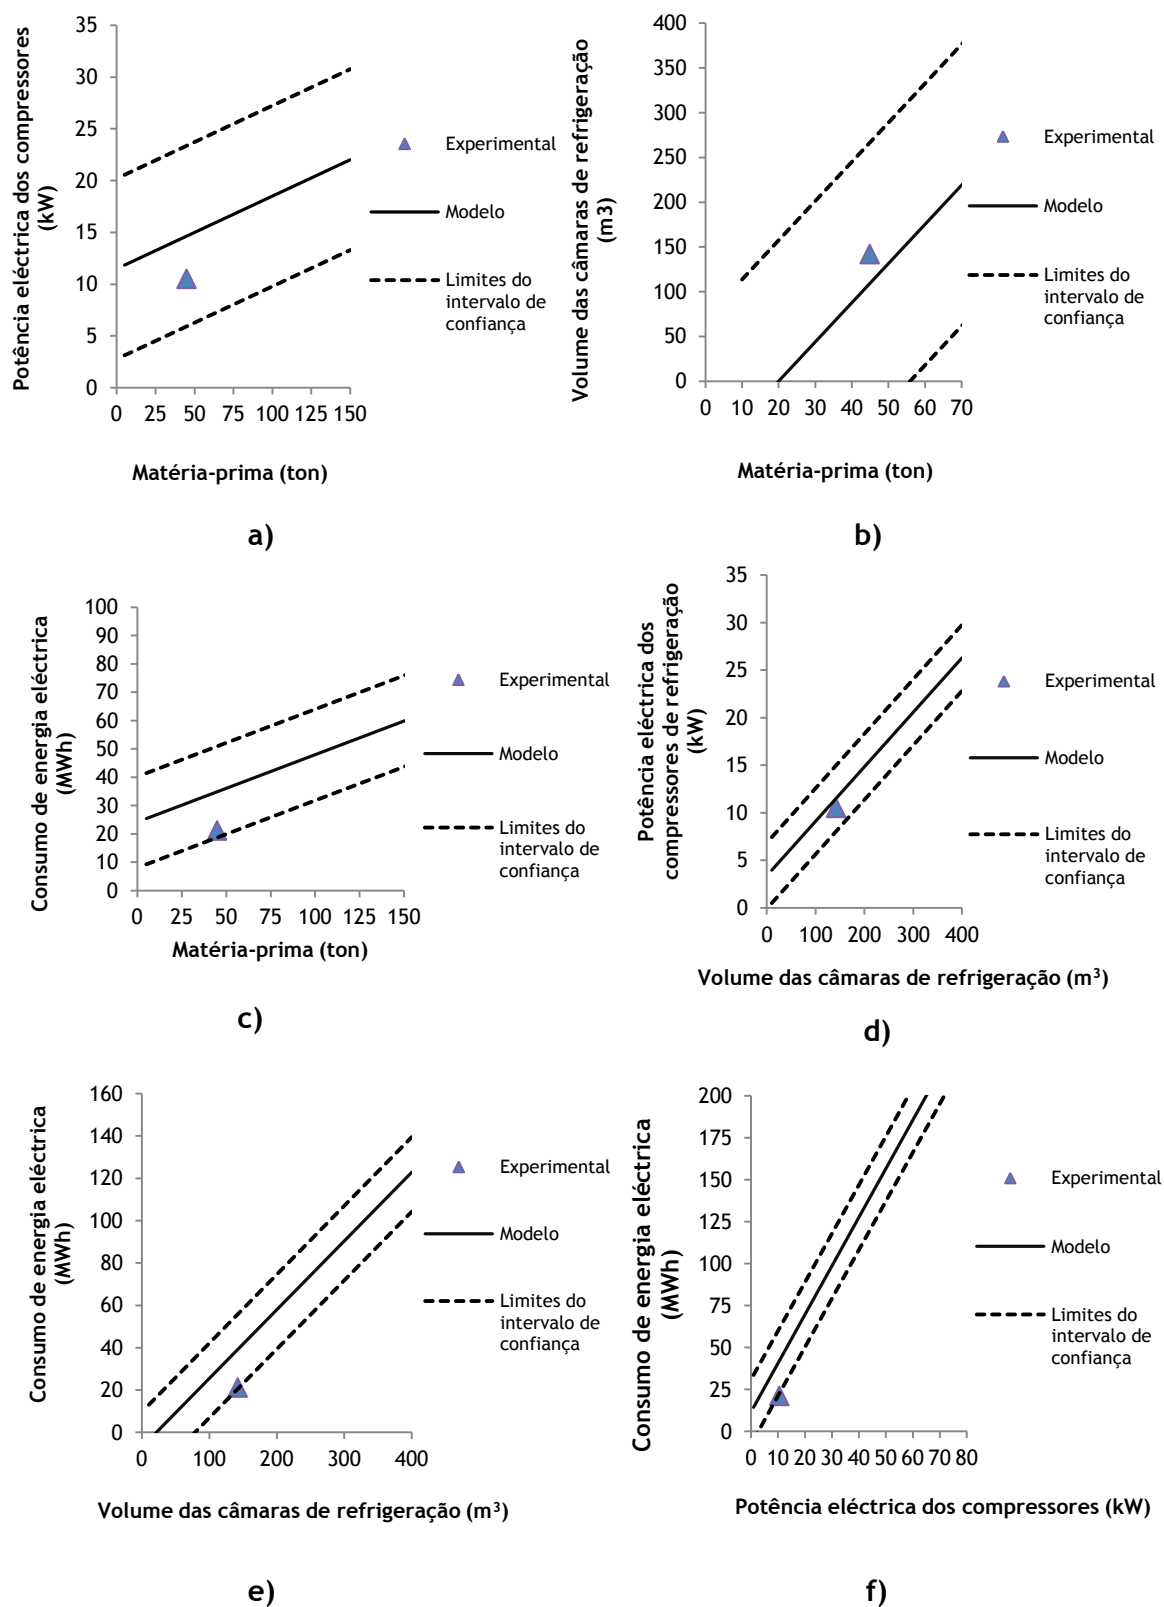 Potência eléctrica dos compressores
(kW)
35
30
25
20
15
10
5
0
0 25 50 75 100 125 150
Matéria-prima (ton)
Experimental
Modelo
Limites do
intervalo de
confiança
a)
Volume das câmaras de refrigeração
(m3)
400
350
300
250
200
150
100
50
0
0 10 20 30 40 50 60 70
Matéria-prima (ton)
Experimental
Modelo
Limites do
intervalo de
confiança
b)
Consumo de energia eléctrica
(MWh)
100
90
80
70
60
50
40
30
20
10
0
0 25 50 75 100 125 150
Matéria-prima (ton)
Experimental
Modelo
Limites do
intervalo de
confiança
c)
Potência eléctrica dos
compressores de refrigeração
(kW)
35
30
25
20
15
10
5
0
0 100 200 300 400
Volume das câmaras de refrigeração (m³)
Experimental
Modelo
Limites do
intervalo de
confiança
d)
Consumo de energia eléctrica
(MWh)
160
140
120
100
80
60
40
20
0
0 100 200 300 400
Volume das câmaras de refrigeração (m³)
Experimental
Modelo
Limites do
intervalo de
confiança
e)
Consumo de energia eléctrica
(MWh)
200
175
150
125
100
75
50
25
0
0 10 20 30 40 50 60 70 80
Potência eléctrica dos compressores (kW)
Experimental
Modelo
Limites do
intervalo de
confiança
f)